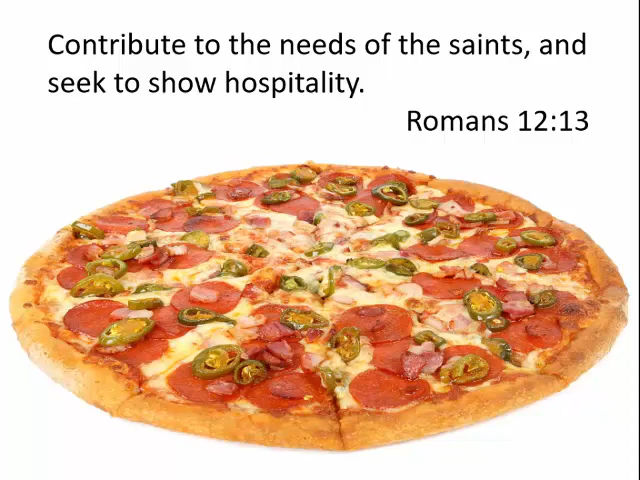 Contribute to the needs of the saints, and
seek to show hospitality.
Romans 12:13